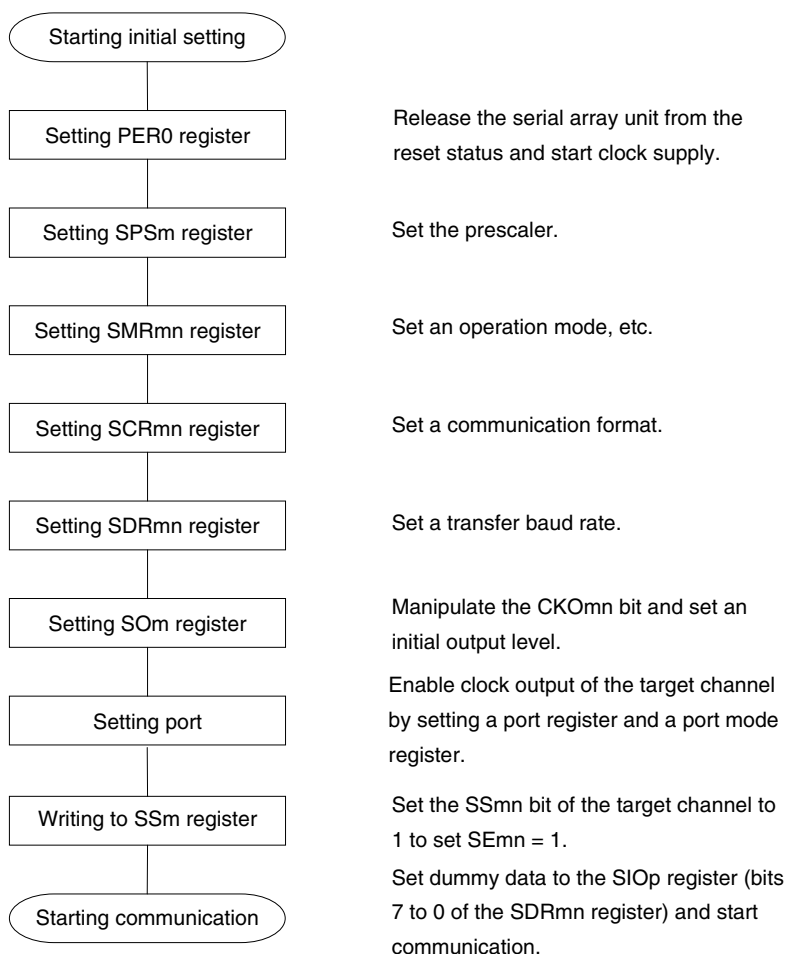 Starting initial setting
Setting PER0 register
Release the serial array unit from the
reset status and start clock supply.
Setting SPSm register
Set the prescaler.
Setting SMRmn register
Set an operation mode, etc.
Setting SCRmn register
Set a communication format.
Setting SDRmn register
Set a transfer baud rate.
Setting SOm register
Manipulate the CKOmn bit and set an
initial output level.
Setting port
Enable clock output of the target channel
by setting a port register and a port mode
register.
Writing to SSm register
Set the SSmn bit of the target channel to
1 to set SEmn = 1.
Starting communication
Set dummy data to the SIOp register (bits
7 to 0 of the SDRmn register) and start
communication.